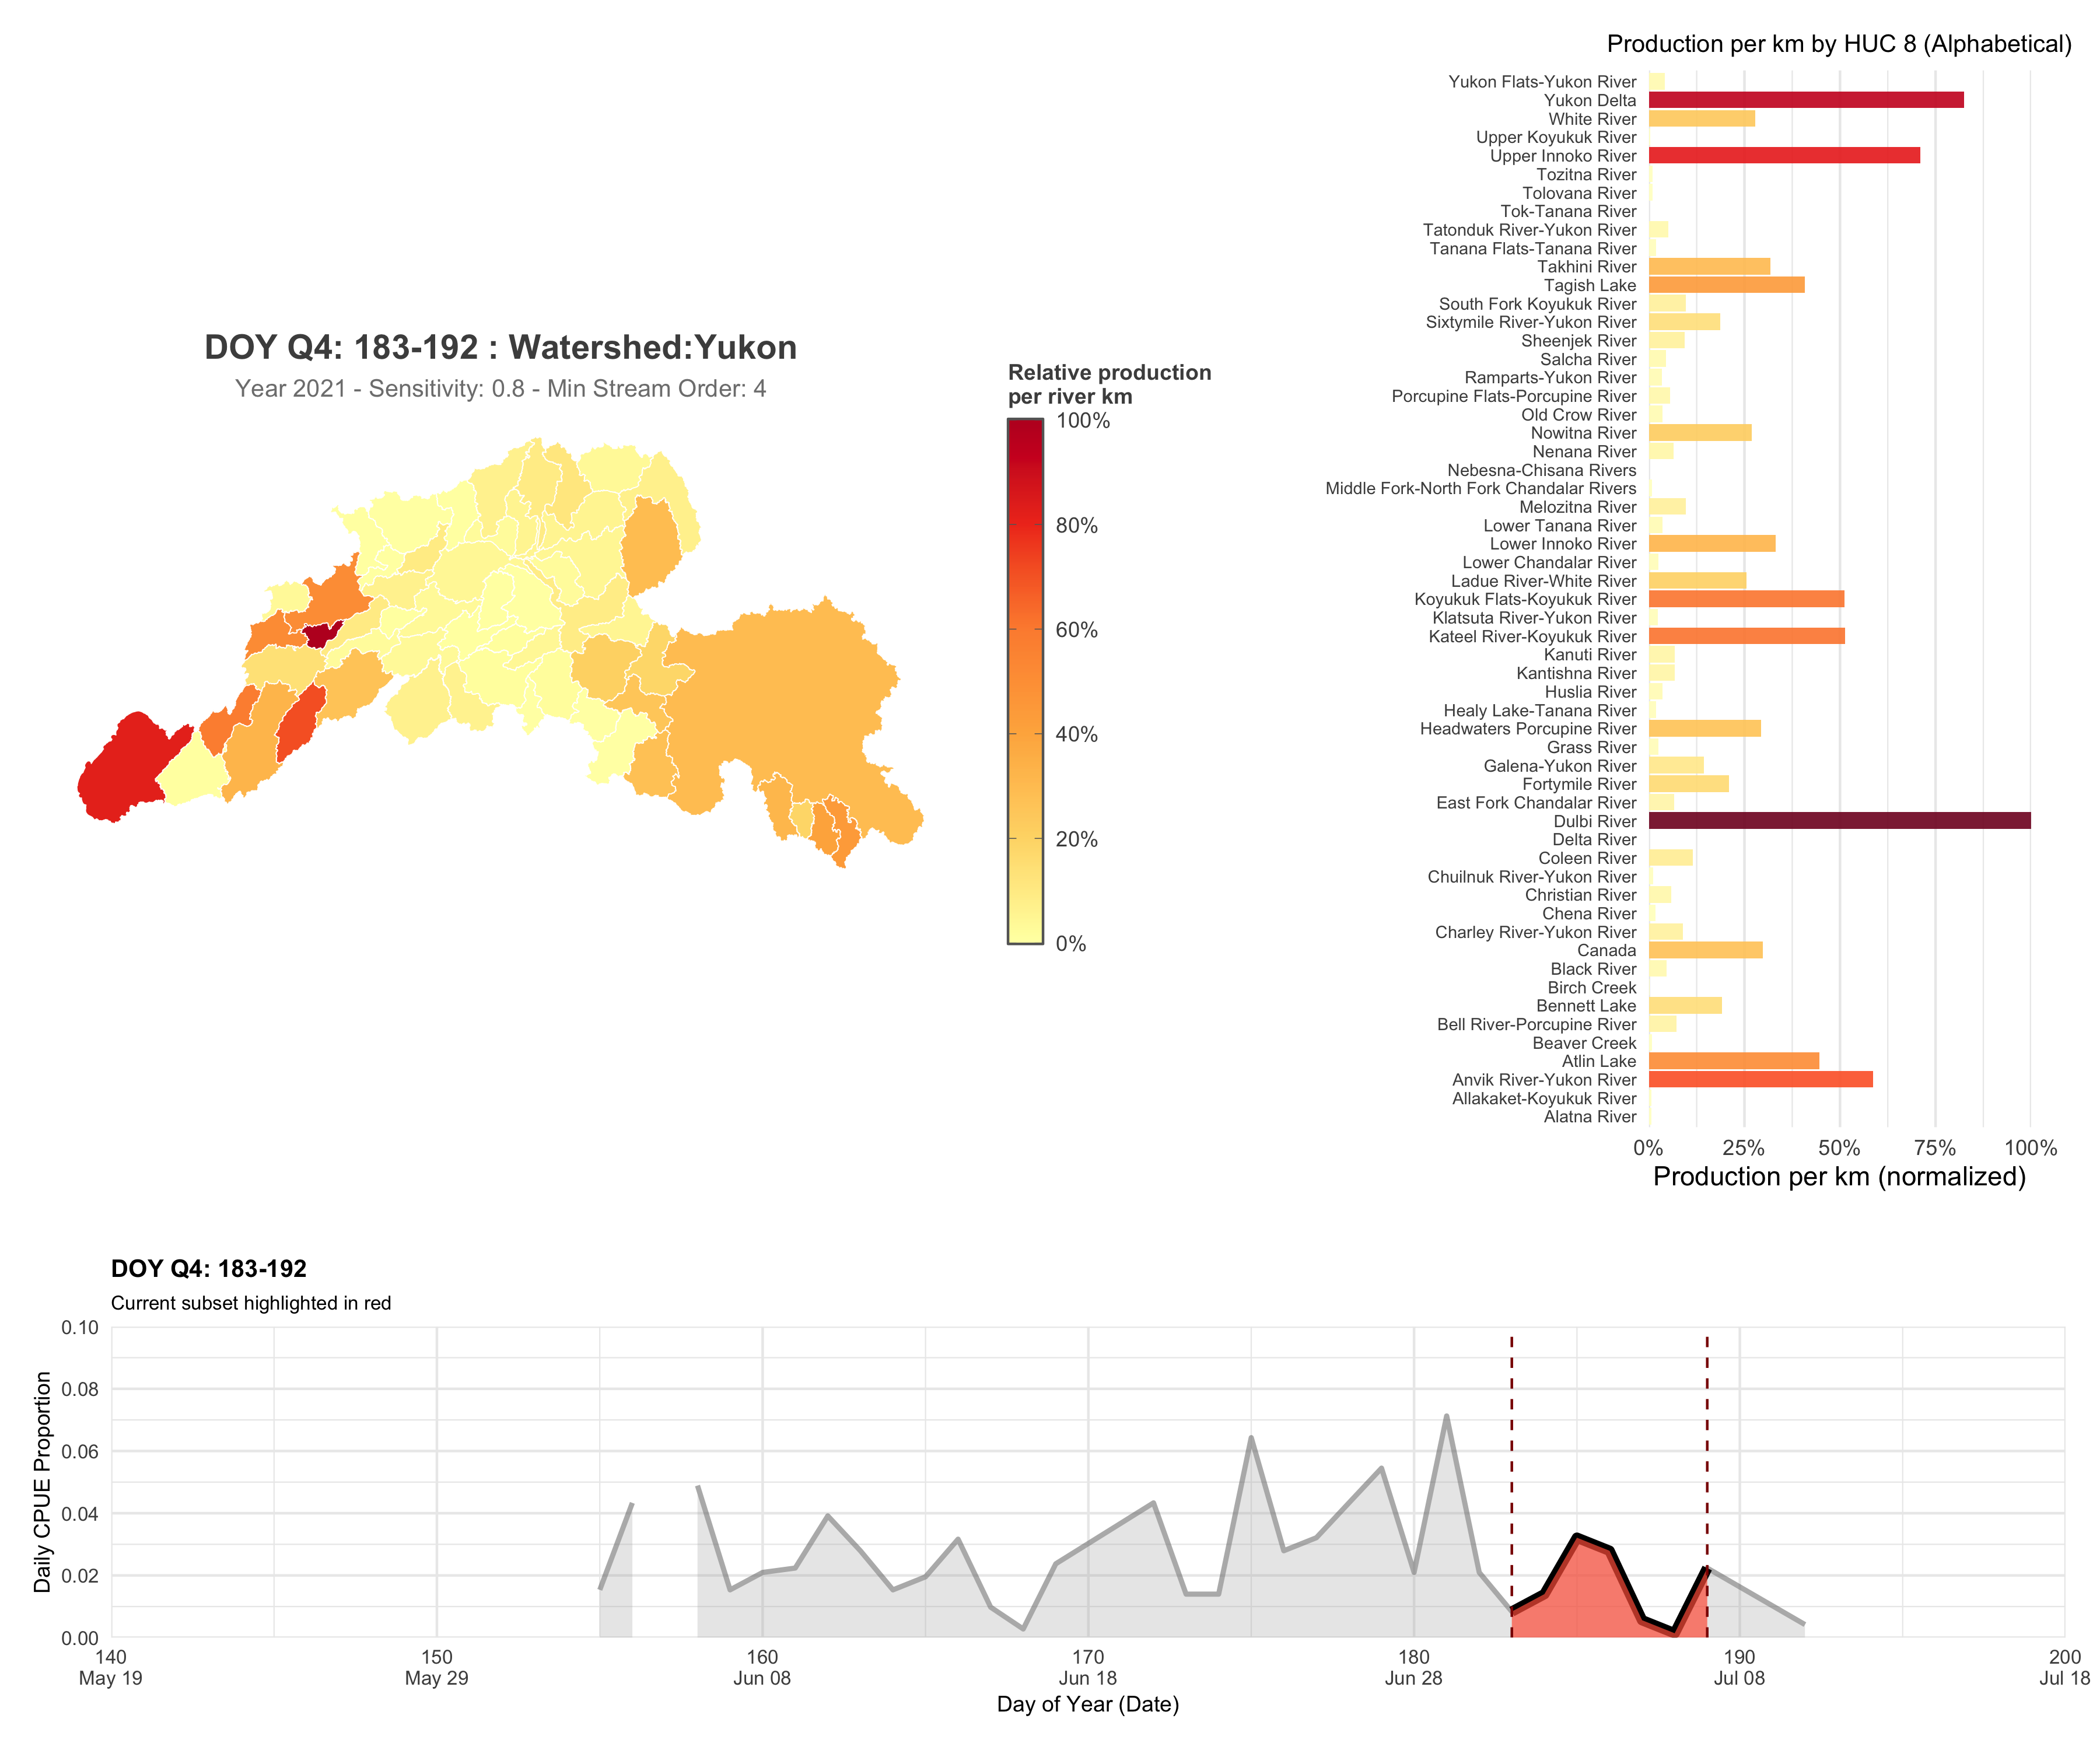 Production per km by HUC 8 (Alphabetical)
Yukon Flats-Yukon River
Yukon Delta
White River
Upper Koyukuk River
Upper Innoko River
Tozitna River
Tolovana River
Tok-Tanana River
Tatonduk River-Yukon River
Tanana Flats-Tanana River
Takhini River
Tagish Lake
South Fork Koyukuk River
Sixtymile River-Yukon River
Sheenjek River
Salcha River
Ramparts-Yukon River
Porcupine Flats-Porcupine River
Old Crow River
Nowitna River
Nenana River
Nebesna-Chisana Rivers
Middle Fork-North Fork Chandalar Rivers
Melozitna River
Lower Tanana River
Lower Innoko River
Lower Chandalar River
Ladue River-White River
Koyukuk Flats-Koyukuk River
Klatsuta River-Yukon River
Kateel River-Koyukuk River
Kanuti River
Kantishna River
Huslia River
Healy Lake-Tanana River
Headwaters Porcupine River
Grass River
Galena-Yukon River
Fortymile River
East Fork Chandalar River
Dulbi River
Delta River
Coleen River
Chuilnuk River-Yukon River
Christian River
Chena River
Charley River-Yukon River
Canada
Black River
Birch Creek
Bennett Lake
Bell River-Porcupine River
Beaver Creek
Atlin Lake
Anvik River-Yukon River
Allakaket-Koyukuk River
Alatna River
0% 25% 50% 75% 100%
Production per km (normalized)
DOY Q4: 183-192 : Watershed:Yukon
Year 2021 - Sensitivity: 0.8 - Min Stream Order: 4
Relative production
per river km
100%
80%
60%
40%
20%
0%
DOY Q4: 183-192
Current subset highlighted in red
Daily CPUE Proportion
0.10
0.08
0.06
0.04
0.02
0.00
140 150 160 170 180 190 200
May 19 May 29 Jun 08 Jun 18 Jun 28 Jul 08 Jul 18
Day of Year (Date)